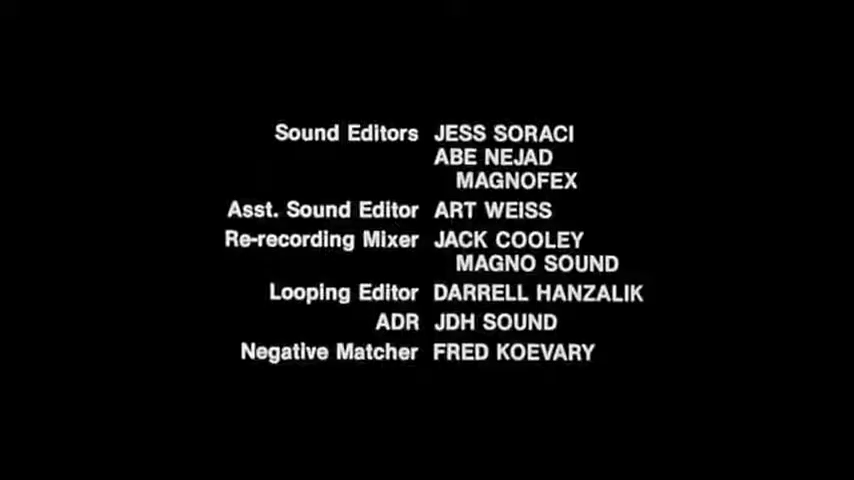 Sound Editors JESS SORACI
ABE NEJAD
MAGNOFEX
Asst. Sound Editor ART WEISS
Re-recording Mixer JACK COOLEY
MAGNO SOUND
Looping Editor DARRELL HANZALIK
ADR JDH SOUND
Negative Matcher FRED KOEVARY